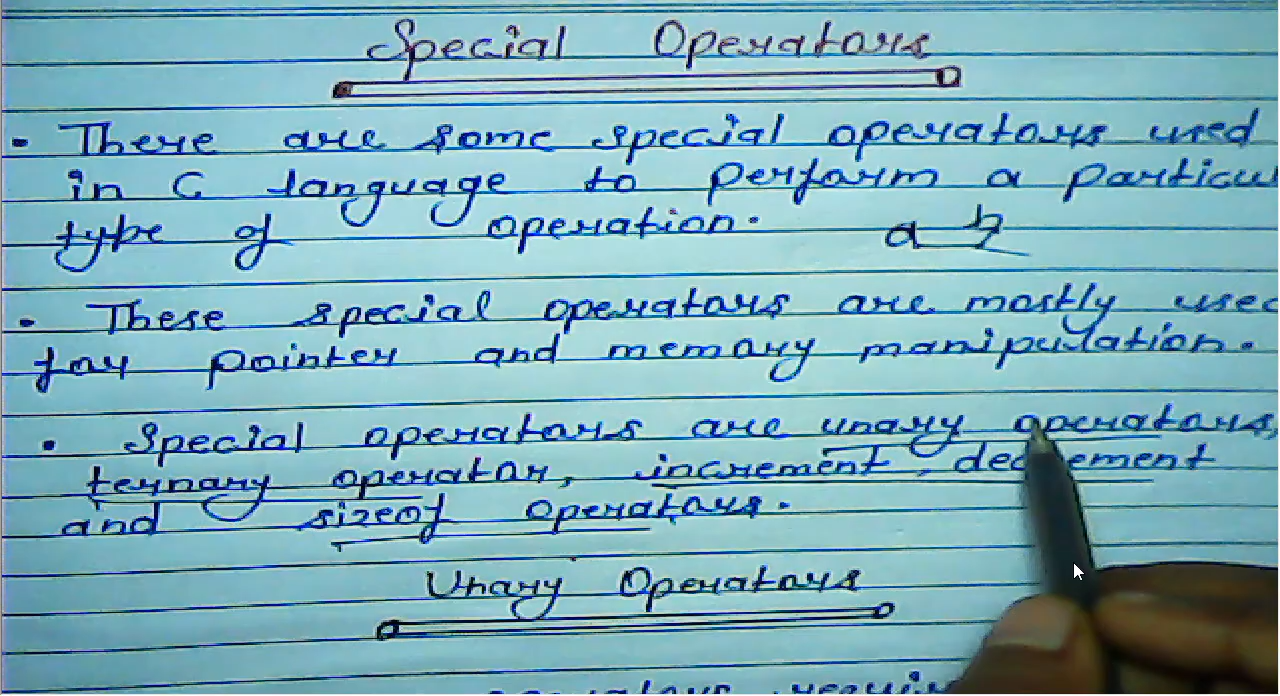 Special Operators
• There are some special operators used
in C language to perform a particu
type of operation. a b
• These special operators are mostly used
for pointer and memory manipulation.
• Special operators are unary operators,
ternary operator, increment, decrement
and sizeof operators.
Unary Operators
operators require